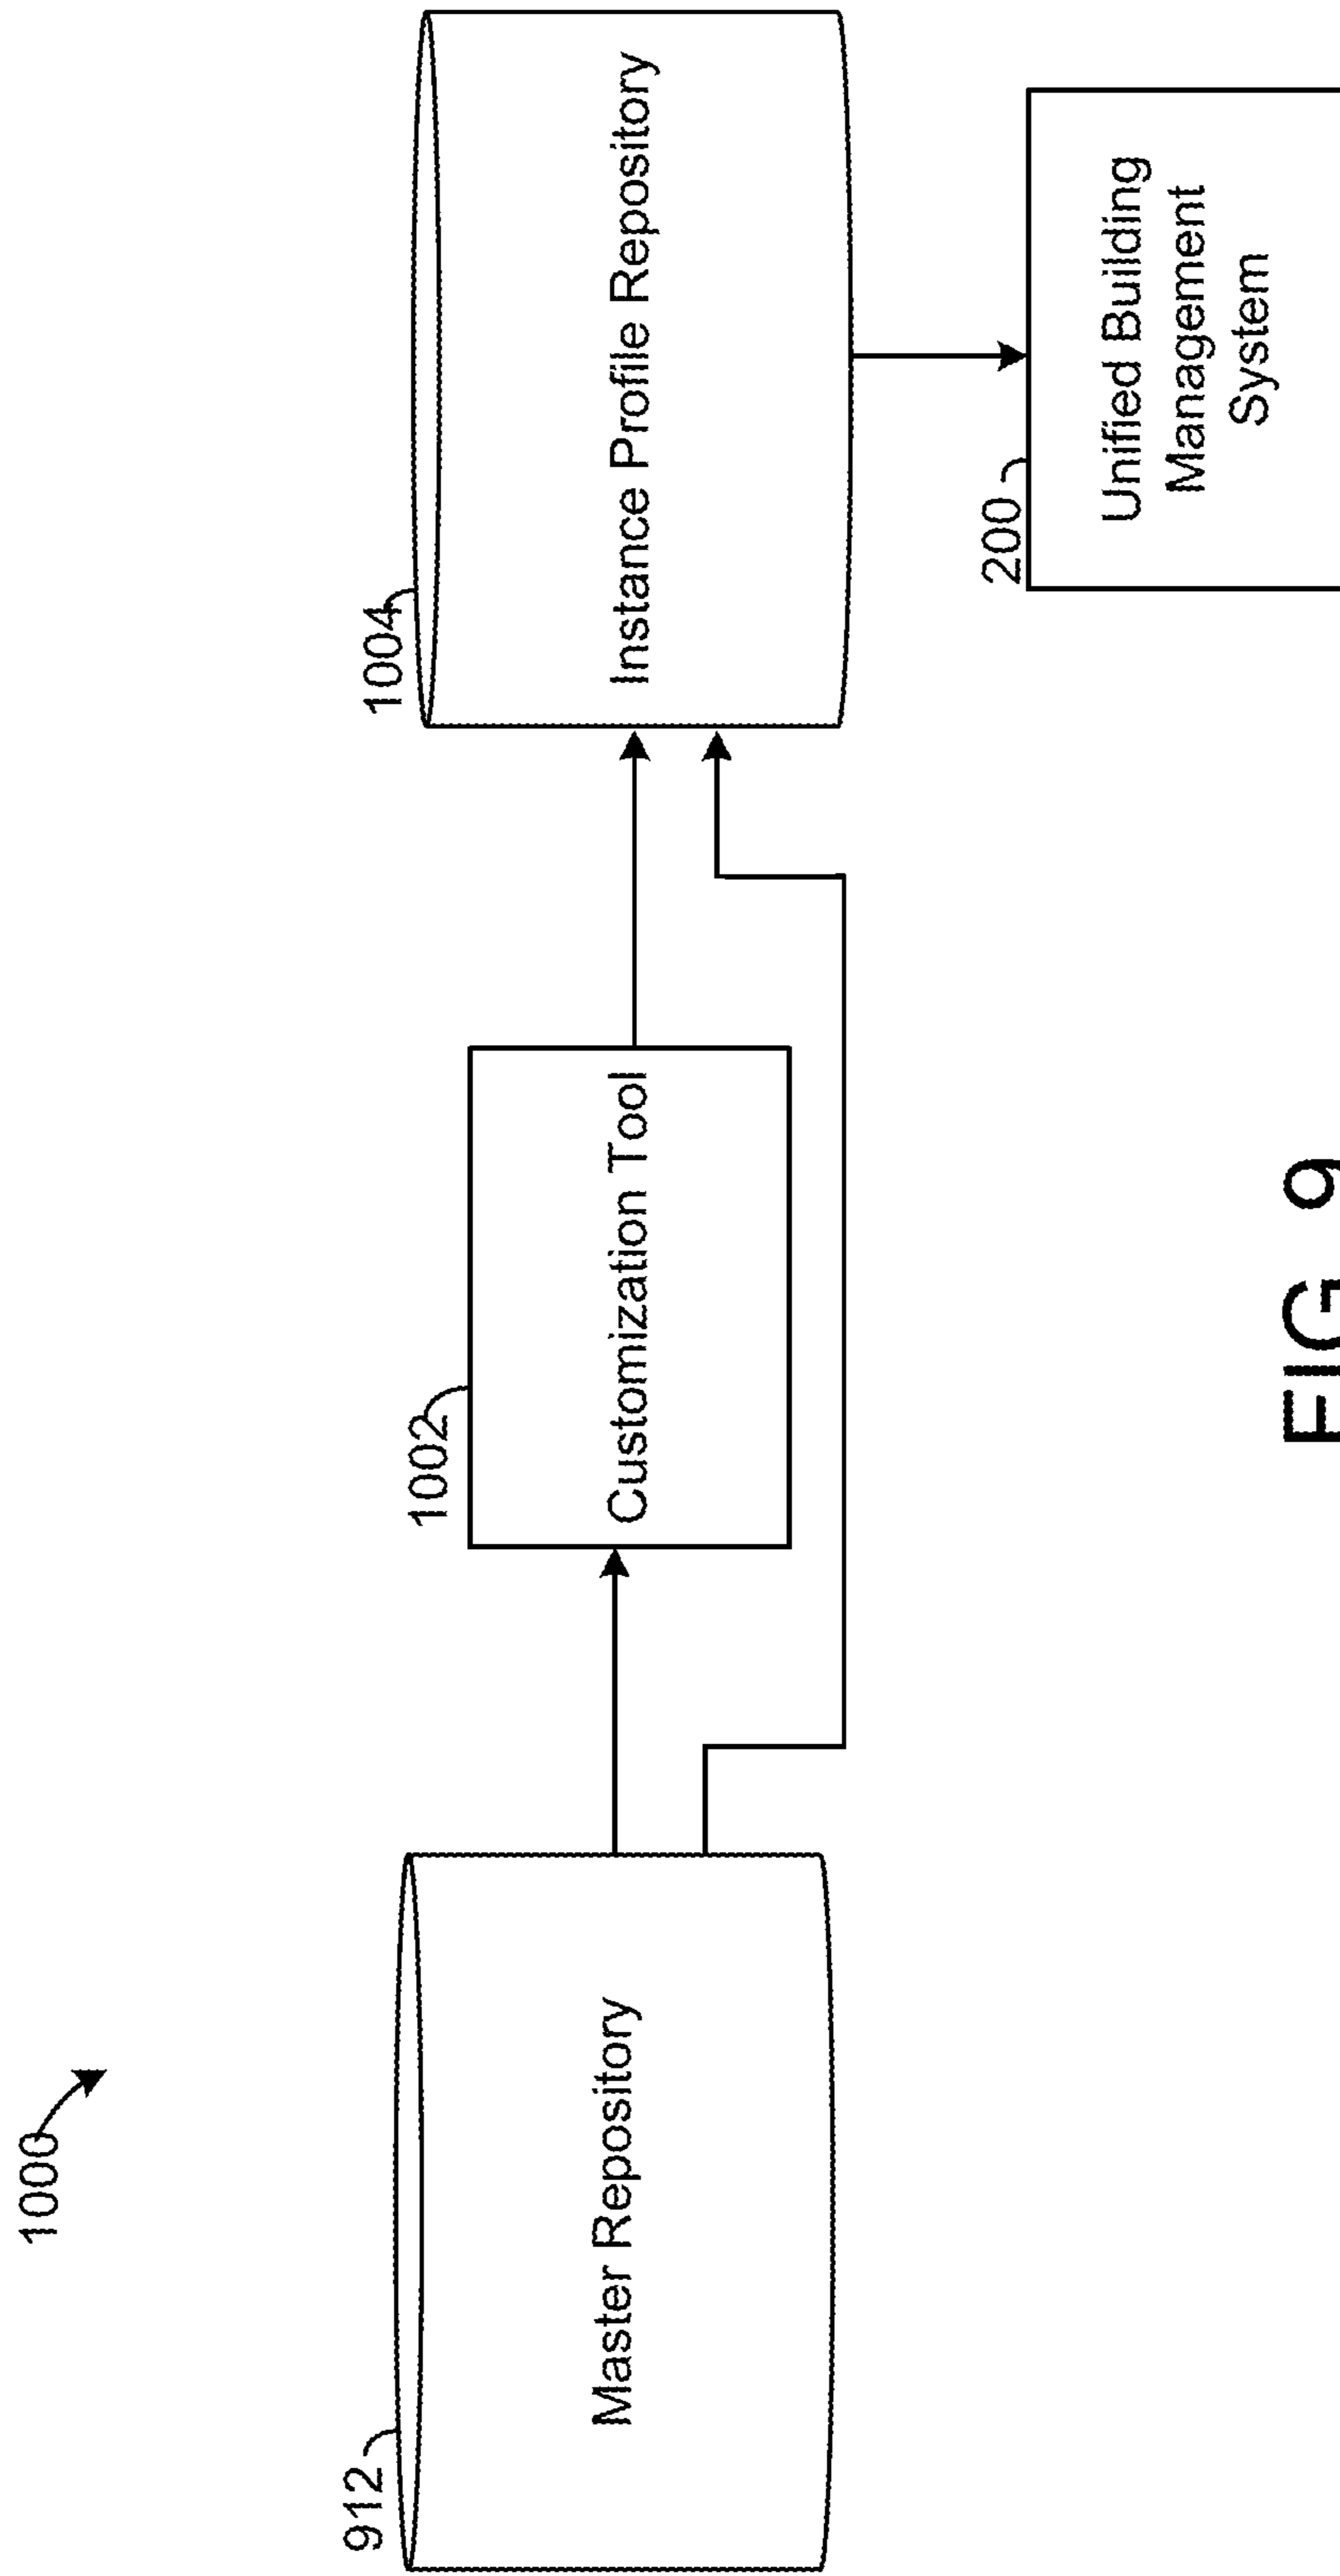 1000
912
Master Repository
1002
Customization Tool
1004
Instance Profile Repository
200
Unified Building
Management
System
FIG. 9